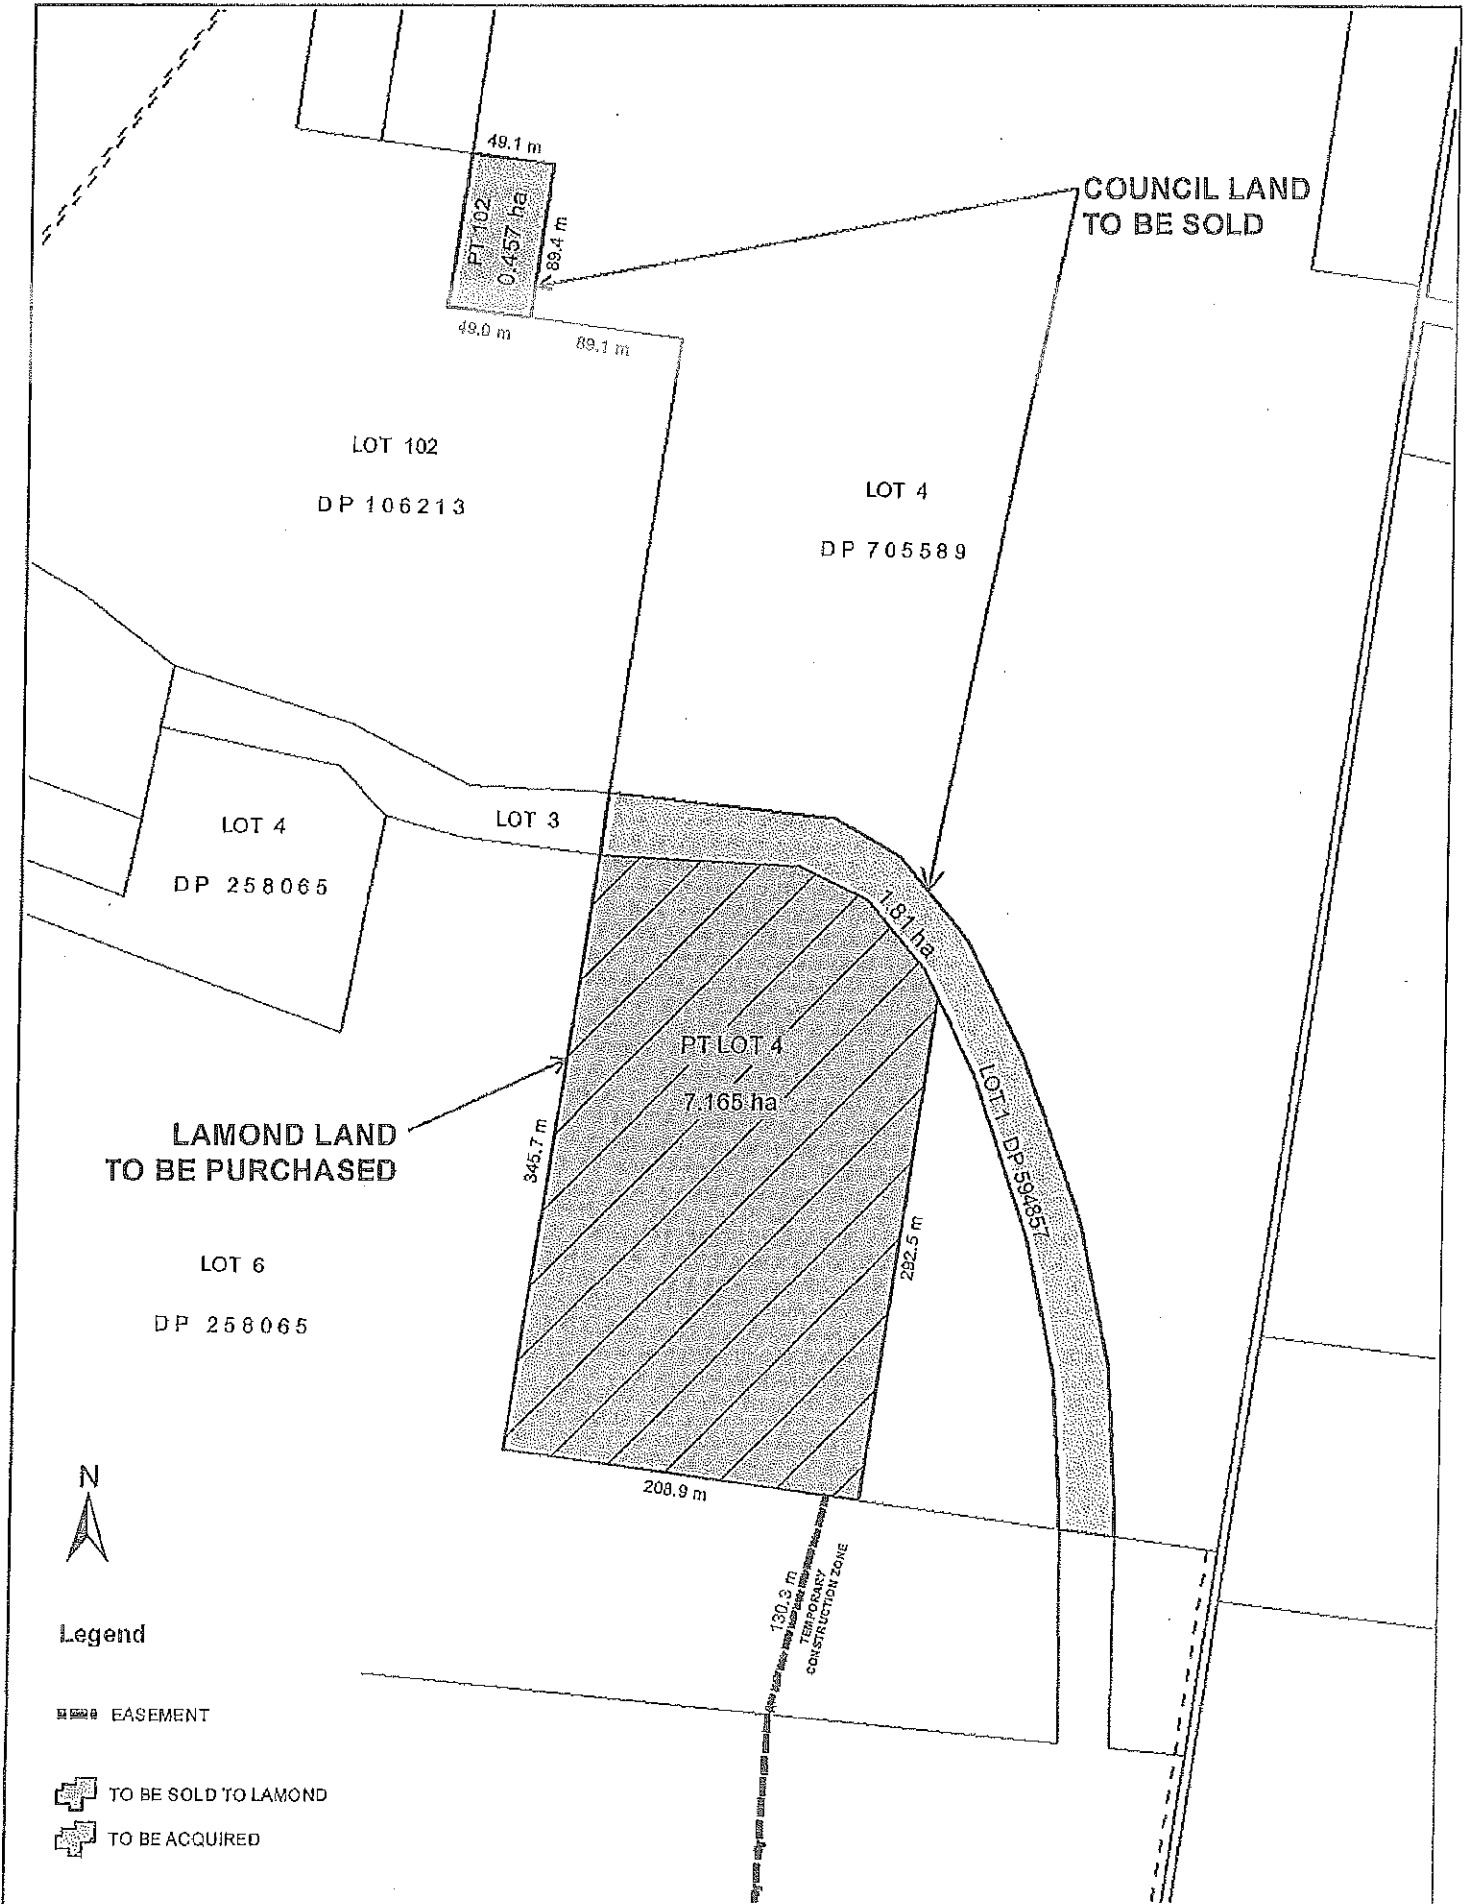 49.1 m
COUNCIL LAND
TO BE SOLD
PT 102
0.457 ha
89.4 m
49.0 m
89.1 m
LOT 102
DP 106213
LOT 4
DP 705589
LOT 3
LOT 4
DP 258065
1.81 ha
PT LOT 4
7.165 ha
LOT 1 DP 594857
LAMOND LAND
TO BE PURCHASED
345.7 m
292.5 m
LOT 6
DP 258065
208.9 m
N
130.3 m
TEMPORARY
CONSTRUCTION ZONE
Legend
EASEMENT
TO BE SOLD TO LAMOND
TO BE ACQUIRED